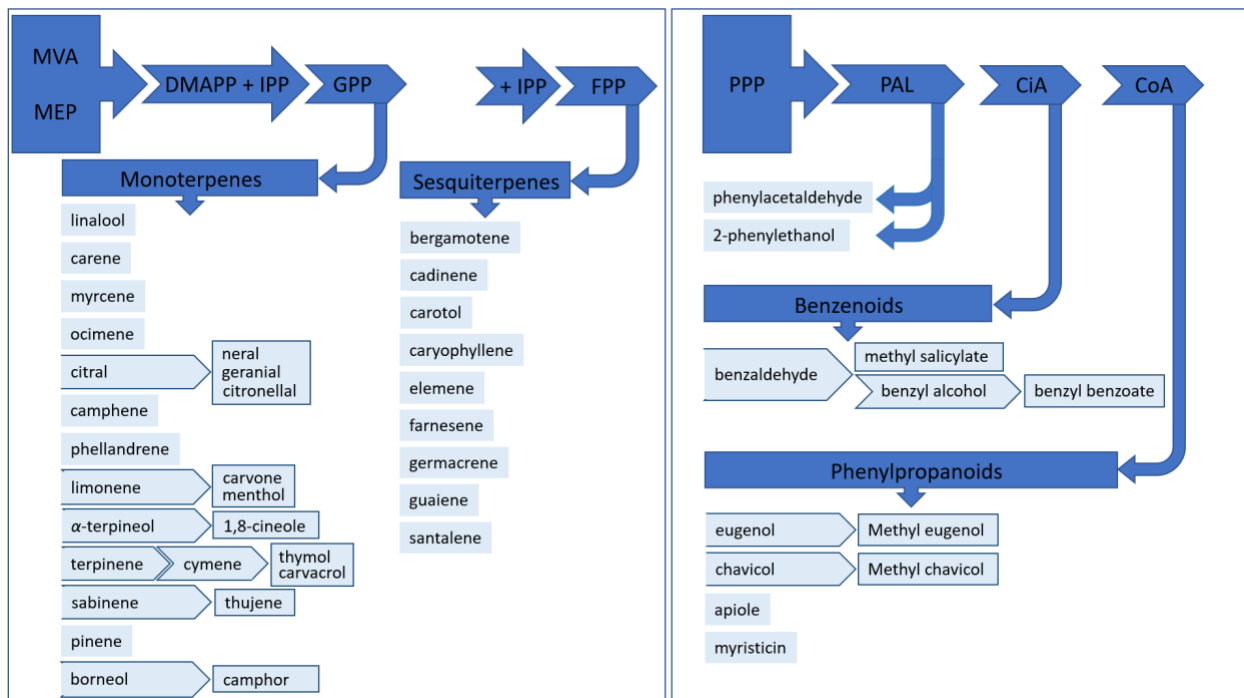 MVA
MEP
DMAPP + IPP
GPP
+ IPP
FPP
Monoterpenes
linalool
carene
myrcene
ocimene
citral
neral
geranial
citronellal
camphene
phellandrene
limonene
carvone
menthol
α-terpineol
1,8-cineole
terpinene
cymene
thymol
carvacrol
sabinene
thujene
pinene
borneol
camphor
Sesquiterpenes
bergamotene
cadinene
carotol
caryophyllene
elemene
farnesene
germacrene
guaiene
santalene
PPP
PAL
CiA
CoA
phenylacetaldehyde
2-phenylethanol
Benzenoids
benzaldehyde
methyl salicylate
benzyl alcohol
benzyl benzoate
Phenylpropanoids
eugenol
Methyl eugenol
chavicol
Methyl chavicol
apiole
myristicin